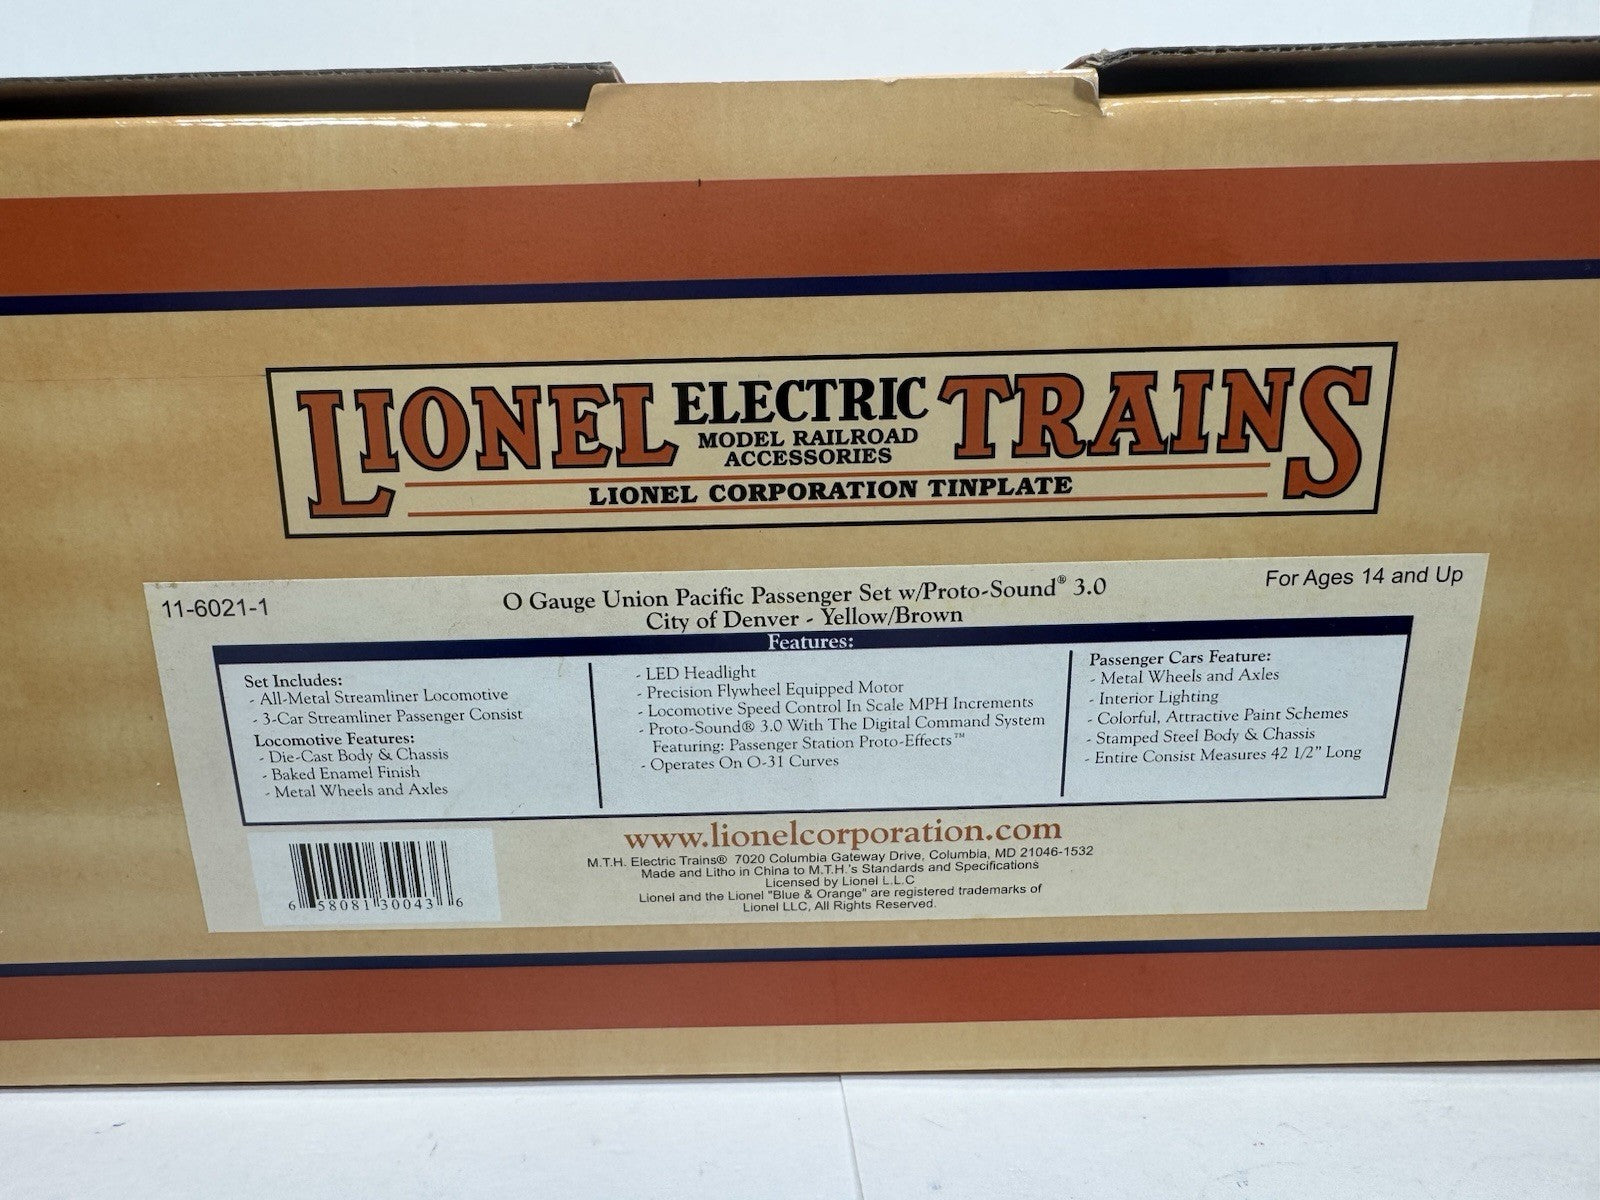 LIONEL ELECTRIC TRAINS
MODEL RAILROAD
ACCESSORIES
LIONEL CORPORATION TINPLATE
11-6021-1
O Gauge Union Pacific Passenger Set w/Proto-Sound® 3.0
For Ages 14 and Up
City of Denver - Yellow/Brown
Features:
Set Includes:
- All-Metal Streamliner Locomotive
- 3-Car Streamliner Passenger Consist
Locomotive Features:
- Die-Cast Body & Chassis
- Baked Enamel Finish
- Metal Wheels and Axles
- LED Headlight
- Precision Flywheel Equipped Motor
- Locomotive Speed Control In Scale MPH Increments
- Proto-Sound® 3.0 With The Digital Command System
Featuring: Passenger Station Proto-Effects™
- Operates On O-31 Curves
Passenger Cars Feature:
- Metal Wheels and Axles
- Interior Lighting
- Colorful, Attractive Paint Schemes
- Stamped Steel Body & Chassis
- Entire Consist Measures 42 1/2" Long
6 58081 30043 6
www.lionelcorporation.com
M.T.H. Electric Trains® 7020 Columbia Gateway Drive, Columbia, MD 21046-1532
Made and Litho in China to M.T.H.'s Standards and Specifications
Licensed by Lionel L.L.C
Lionel and the Lionel "Blue & Orange" are registered trademarks of
Lionel LLC, All Rights Reserved.